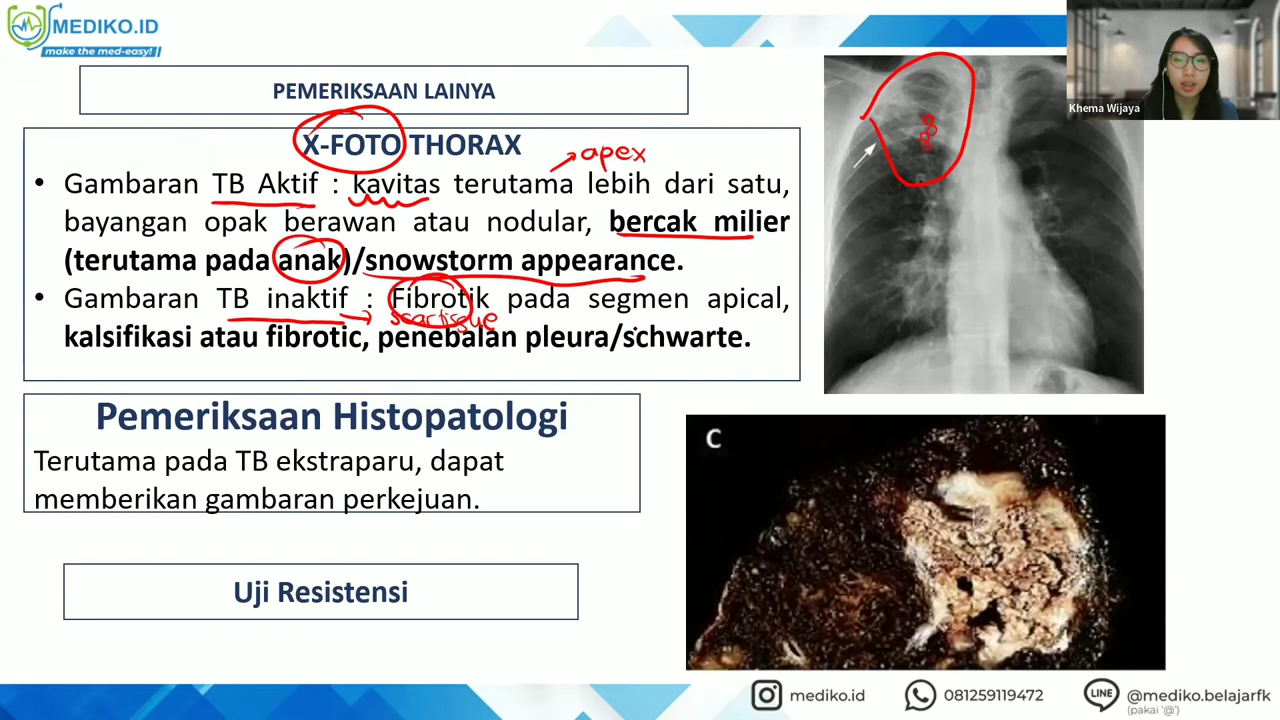 MEDIKO.ID
make the med-easy!
Khema Wijaya
PEMERIKSAAN LAINYA
X-FOTO THORAX
apex
• Gambaran TB Aktif : kavitas terutama lebih dari satu,
bayangan opak berawan atau nodular, bercak milier
(terutama pada anak)/snowstorm appearance.
• Gambaran TB inaktif : Fibrotik pada segmen apical,
scar tissue
kalsifikasi atau fibrotic, penebalan pleura/schwarte.
Pemeriksaan Histopatologi
Terutama pada TB ekstraparu, dapat
memberikan gambaran perkejuan.
C
Uji Resistensi
mediko.id
081259119472
LINE
@mediko.belajarfk
(pakai '@')